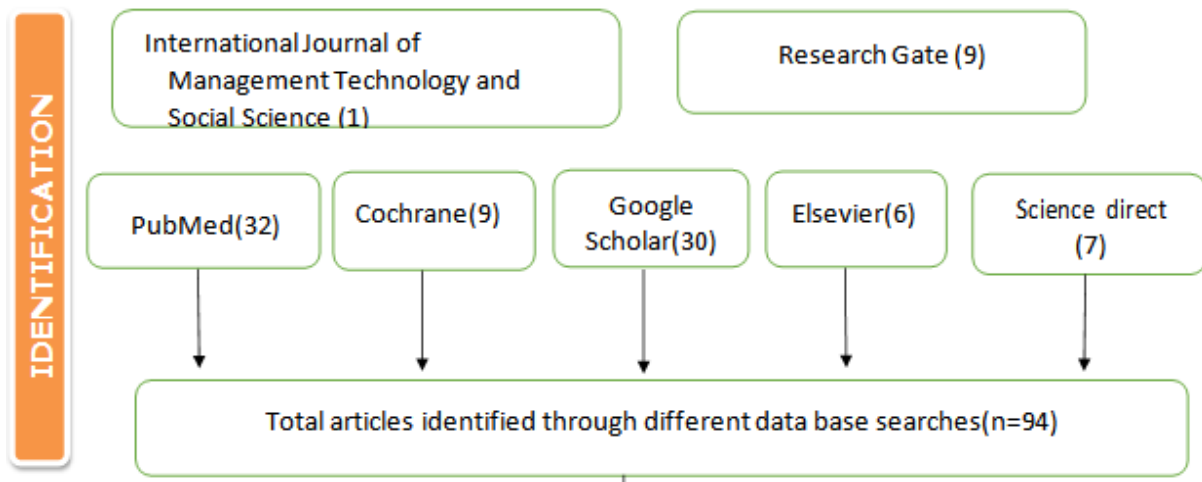 IDENTIFICATION
International Journal of
Management Technology and
Social Science (1)
Research Gate (9)
PubMed(32)
Cochrane(9)
Google
Scholar(30)
Elsevier(6)
Science direct
(7)
Total articles identified through different data base searches(n=94)